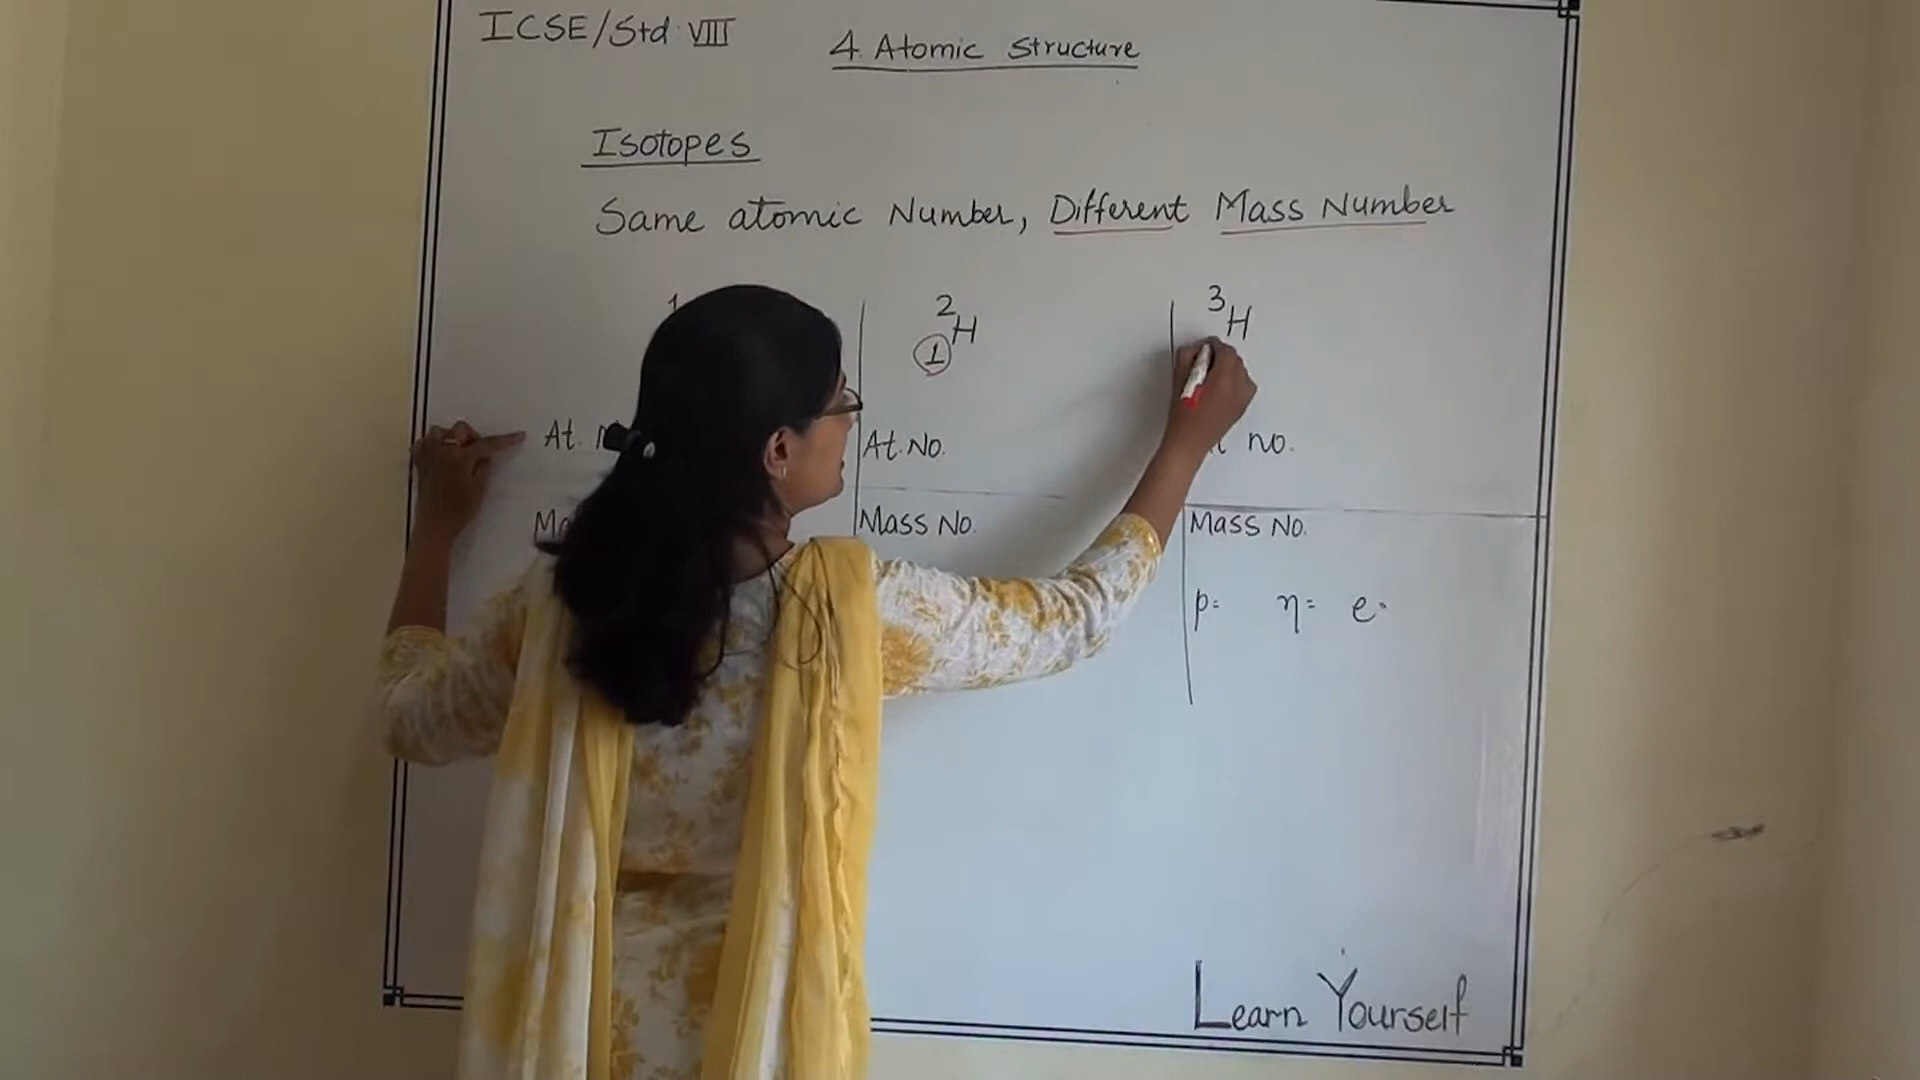 ICSE/Std: VIII
4. Atomic Structure
Isotopes
Same atomic Number, Different Mass Number
1
2 H 1
3 H
At.
At. No.
no.
Mass No.
Mass No.
p= η= e=
Learn Yourself